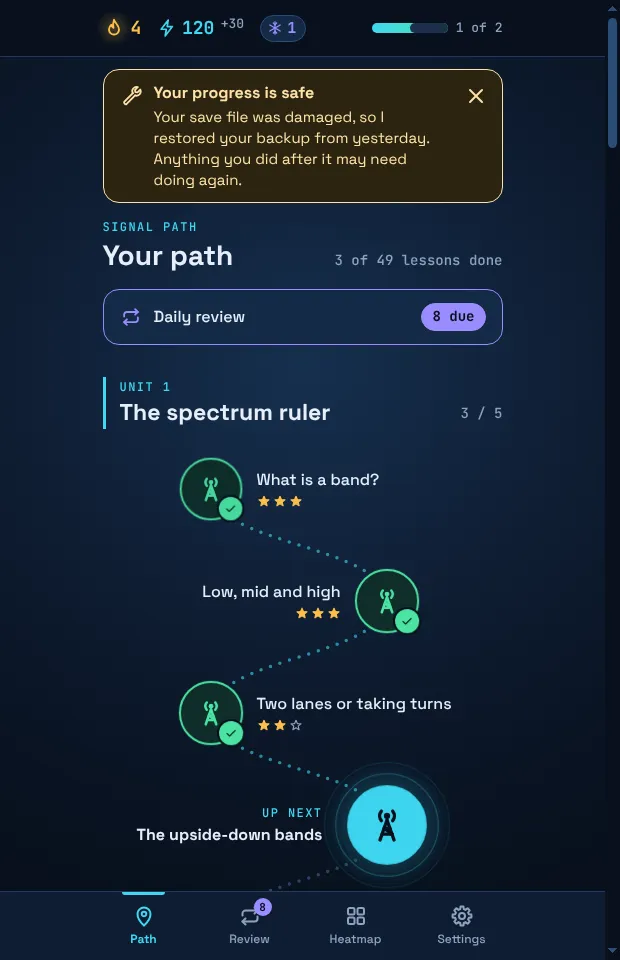 4 120 +30 1 1 of 2
Your progress is safe
Your save file was damaged, so I
restored your backup from yesterday.
Anything you did after it may need
doing again.
SIGNAL PATH
Your path 3 of 49 lessons done
Daily review 8 due
UNIT 1
The spectrum ruler 3 / 5
What is a band?
Low, mid and high
Two lanes or taking turns
UP NEXT
The upside-down bands
8
Path Review Heatmap Settings